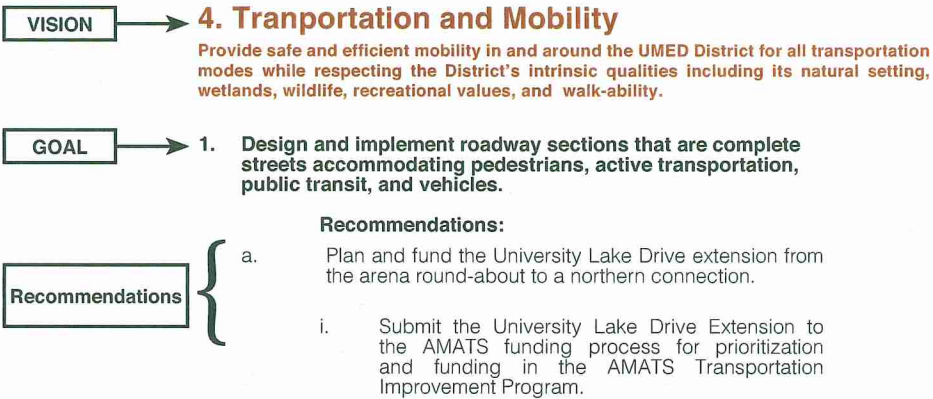 VISION
4. Tranportation and Mobility
Provide safe and efficient mobility in and around the UMED District for all transportation
modes while respecting the District's intrinsic qualities including its natural setting,
wetlands, wildlife, recreational values, and walk-ability.
GOAL
1. Design and implement roadway sections that are complete
streets accommodating pedestrians, active transportation,
public transit, and vehicles.
Recommendations:
Recommendations
a. Plan and fund the University Lake Drive extension from
the arena round-about to a northern connection.
i. Submit the University Lake Drive Extension to
the AMATS funding process for prioritization
and funding in the AMATS Transportation
Improvement Program.